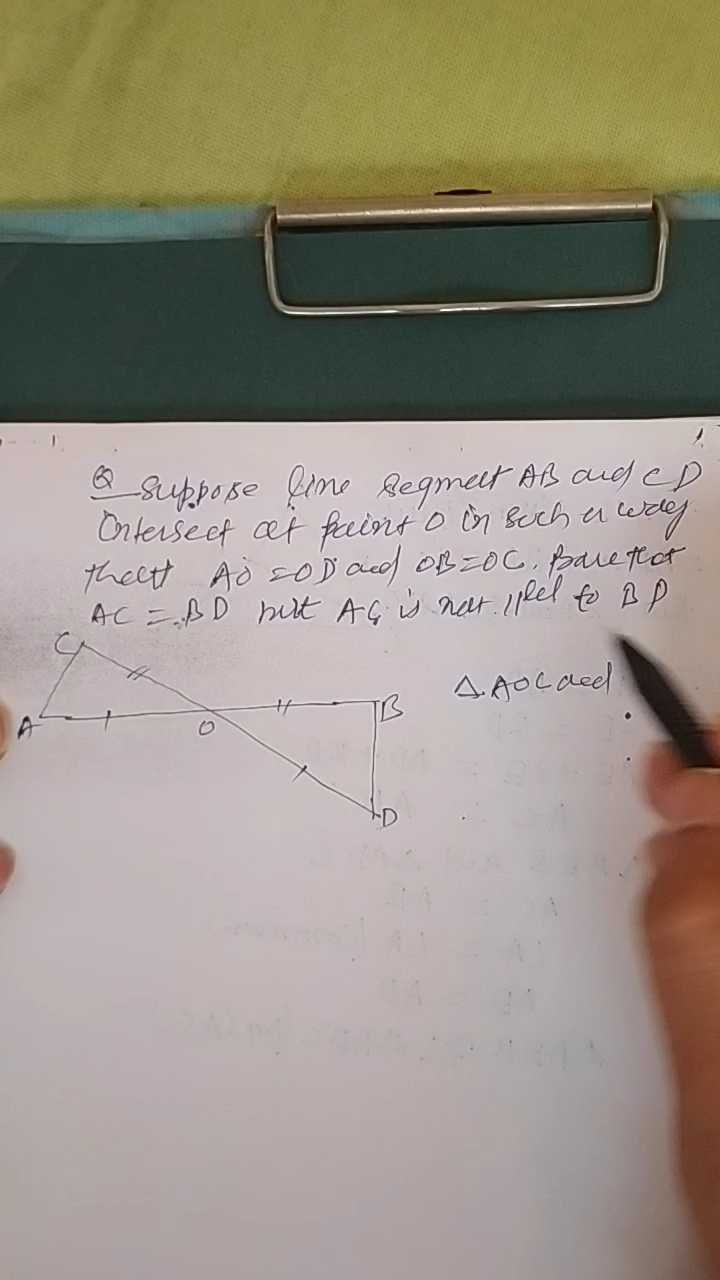 Q Suppose line segment AB and CD
Intersect at point O in such a way
that AO = OD and OB = OC. Prove that
AC = BD but AC is not ||el to BD
C
A
O
B
D
Δ AOC and